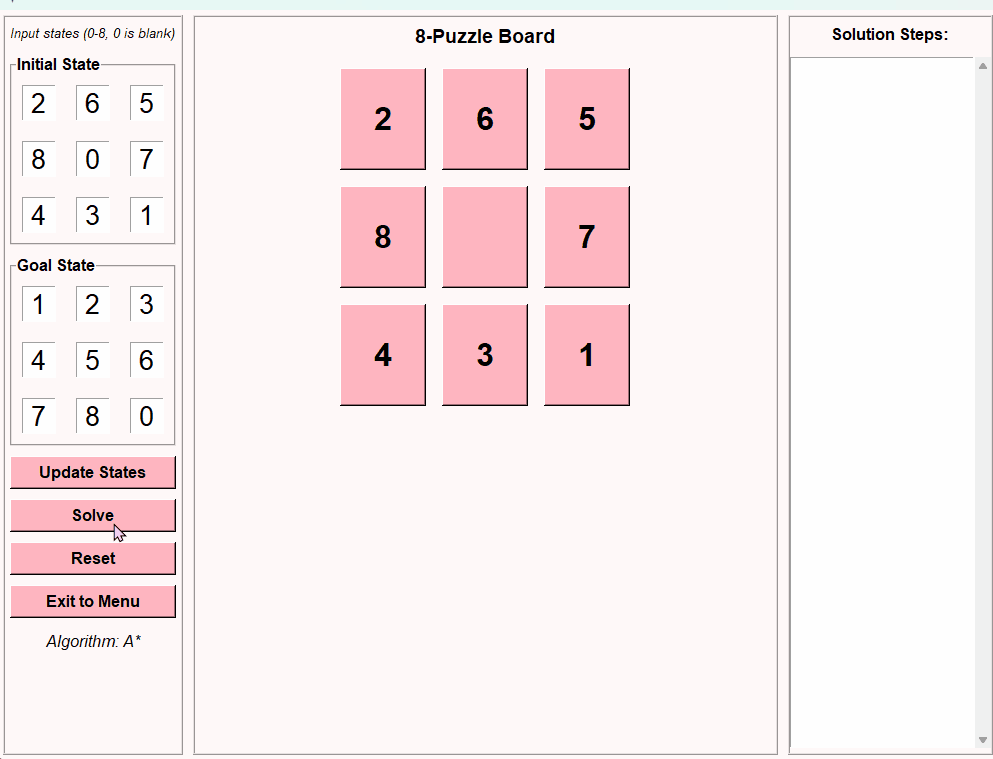 Input states (0-8, 0 is blank)
Initial State
2 6 5
8 0 7
4 3 1
Goal State
1 2 3
4 5 6
7 8 0
Update States
Solve
Reset
Exit to Menu
Algorithm: A*
8-Puzzle Board
2 6 5
8 7
4 3 1
Solution Steps: